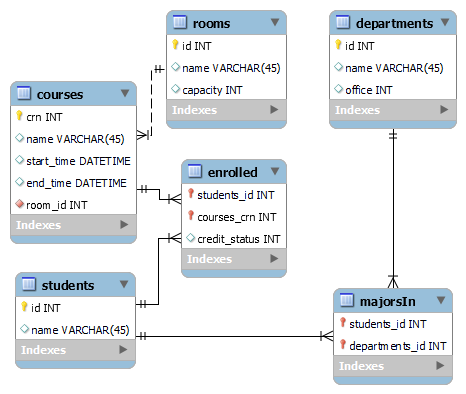 rooms
id INT
name VARCHAR(45)
capacity INT
Indexes
departments
id INT
name VARCHAR(45)
office INT
Indexes
courses
crn INT
name VARCHAR(45)
start_time DATETIME
end_time DATETIME
room_id INT
Indexes
enrolled
students_id INT
courses_crn INT
credit_status INT
Indexes
students
id INT
name VARCHAR(45)
Indexes
majorsIn
students_id INT
departments_id INT
Indexes